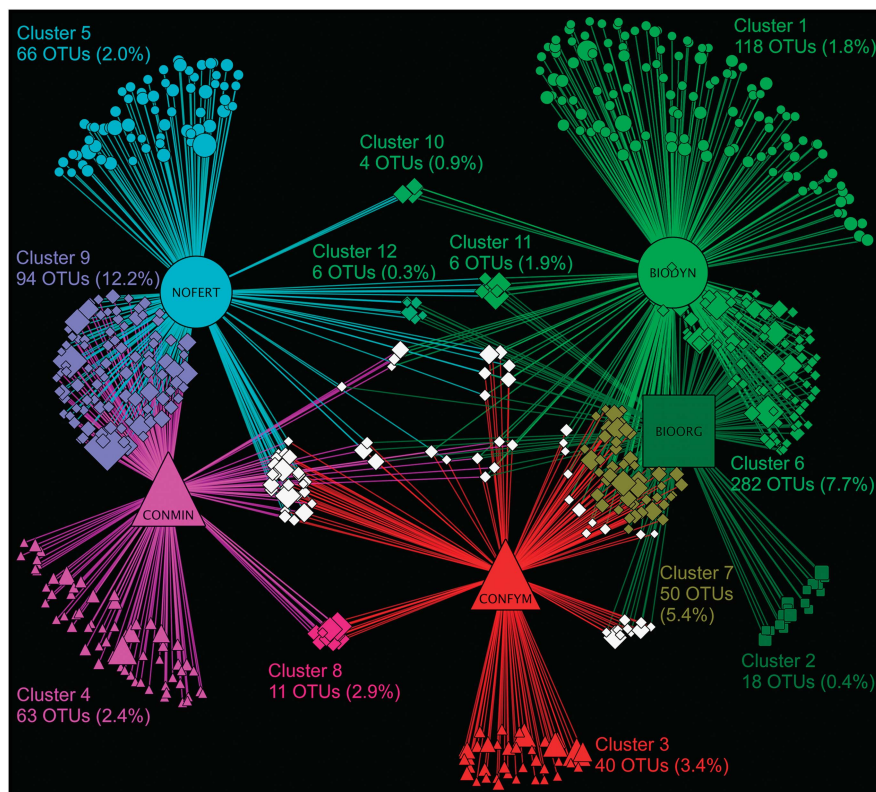 Cluster 5
66 OTUs (2.0%)
Cluster 1
118 OTUs (1.8%)
Cluster 10
4 OTUs (0.9%)
Cluster 9
94 OTUs (12.2%)
Cluster 12
6 OTUs (0.3%)
Cluster 11
6 OTUs (1.9%)
NOFERT
BIODYN
BIOORG
Cluster 6
282 OTUs (7.7%)
CONMIN
CONFYM
Cluster 7
50 OTUs
(5.4%)
Cluster 8
11 OTUs (2.9%)
Cluster 2
18 OTUs (0.4%)
Cluster 4
63 OTUs (2.4%)
Cluster 3
40 OTUs (3.4%)